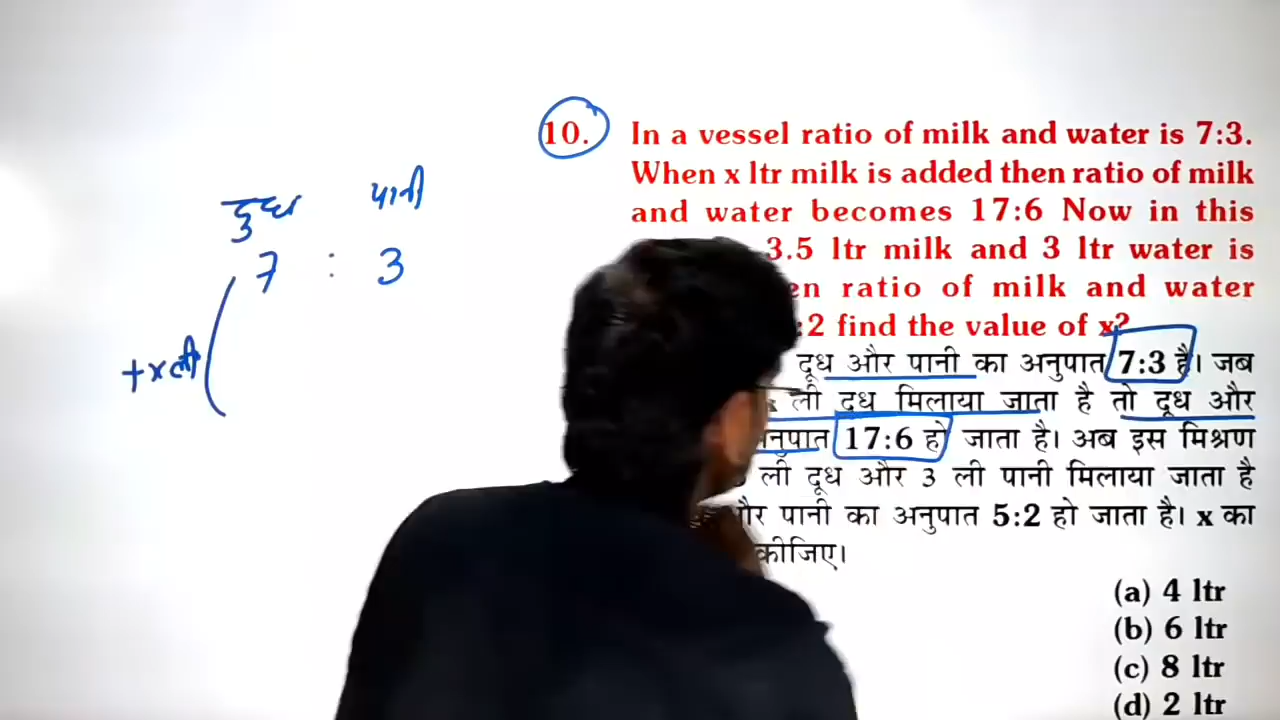 दुध पानी
7 : 3
+x ली
10. In a vessel ratio of milk and water is 7:3.
When x ltr milk is added then ratio of milk
and water becomes 17:6 Now in this
3.5 ltr milk and 3 ltr water is
ratio of milk and water
:2 find the value of x?
दूध और पानी का अनुपात 7:3 है। जब
ली दूध मिलाया जाता है तो दूध और
17:6 हो जाता है। अब इस मिश्रण
ली दूध और 3 ली पानी मिलाया जाता है
पानी का अनुपात 5:2 हो जाता है। x का
कीजिए।
(a) 4 ltr
(b) 6 ltr
(c) 8 ltr
(d) 2 ltr